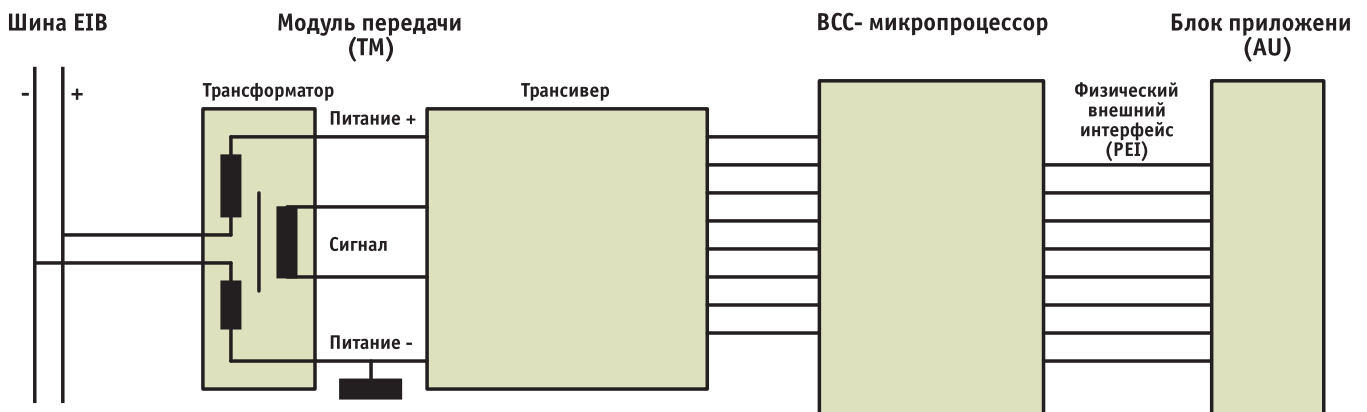 Шина EIB
Модуль передачи
(TM)
BCC- микропроцессор
Блок приложени
(AU)
- +
Трансформатор
Питание +
Трансивер
Физический
внешний
интерфейс
(PEI)
Сигнал
Питание -